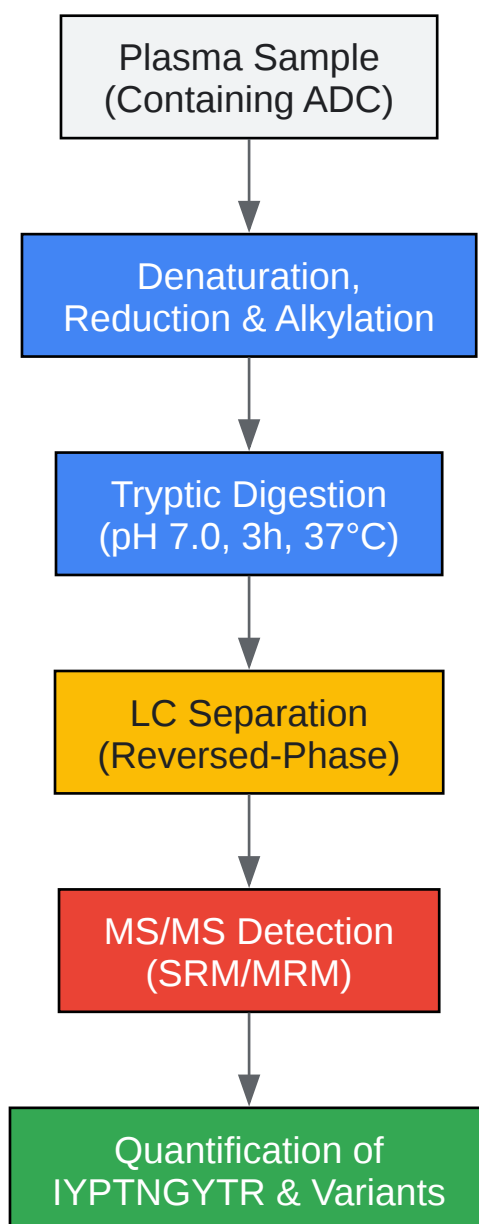 Plasma Sample
(Containing ADC)
Denaturation,
Reduction & Alkylation
Tryptic Digestion
(pH 7.0, 3h, 37°C)
LC Separation
(Reversed-Phase)
MS/MS Detection
(SRM/MRM)
Quantification of
IYPTNGYTR & Variants